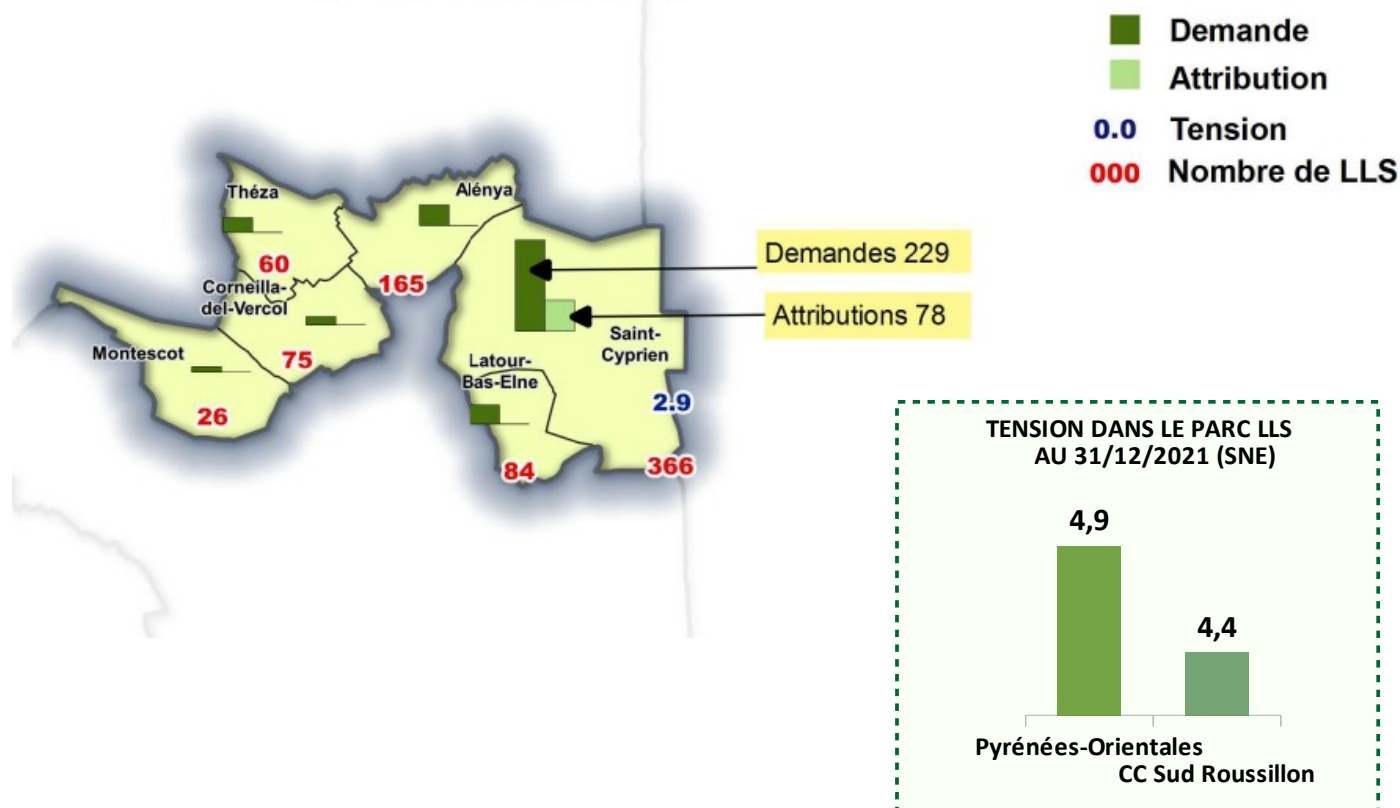 Demande
Attribution
0.0 Tension
000 Nombre de LLS
Théza
60
Alénya
165
Corneilla-
del-Vercol
75
Montescot
26
Latour-
Bas-Elne
84
Saint-
Cyprien
2.9
366
Demandes 229
Attributions 78
TENSION DANS LE PARC LLS
AU 31/12/2021 (SNE)
4,9
4,4
Pyrénées-Orientales
CC Sud Roussillon